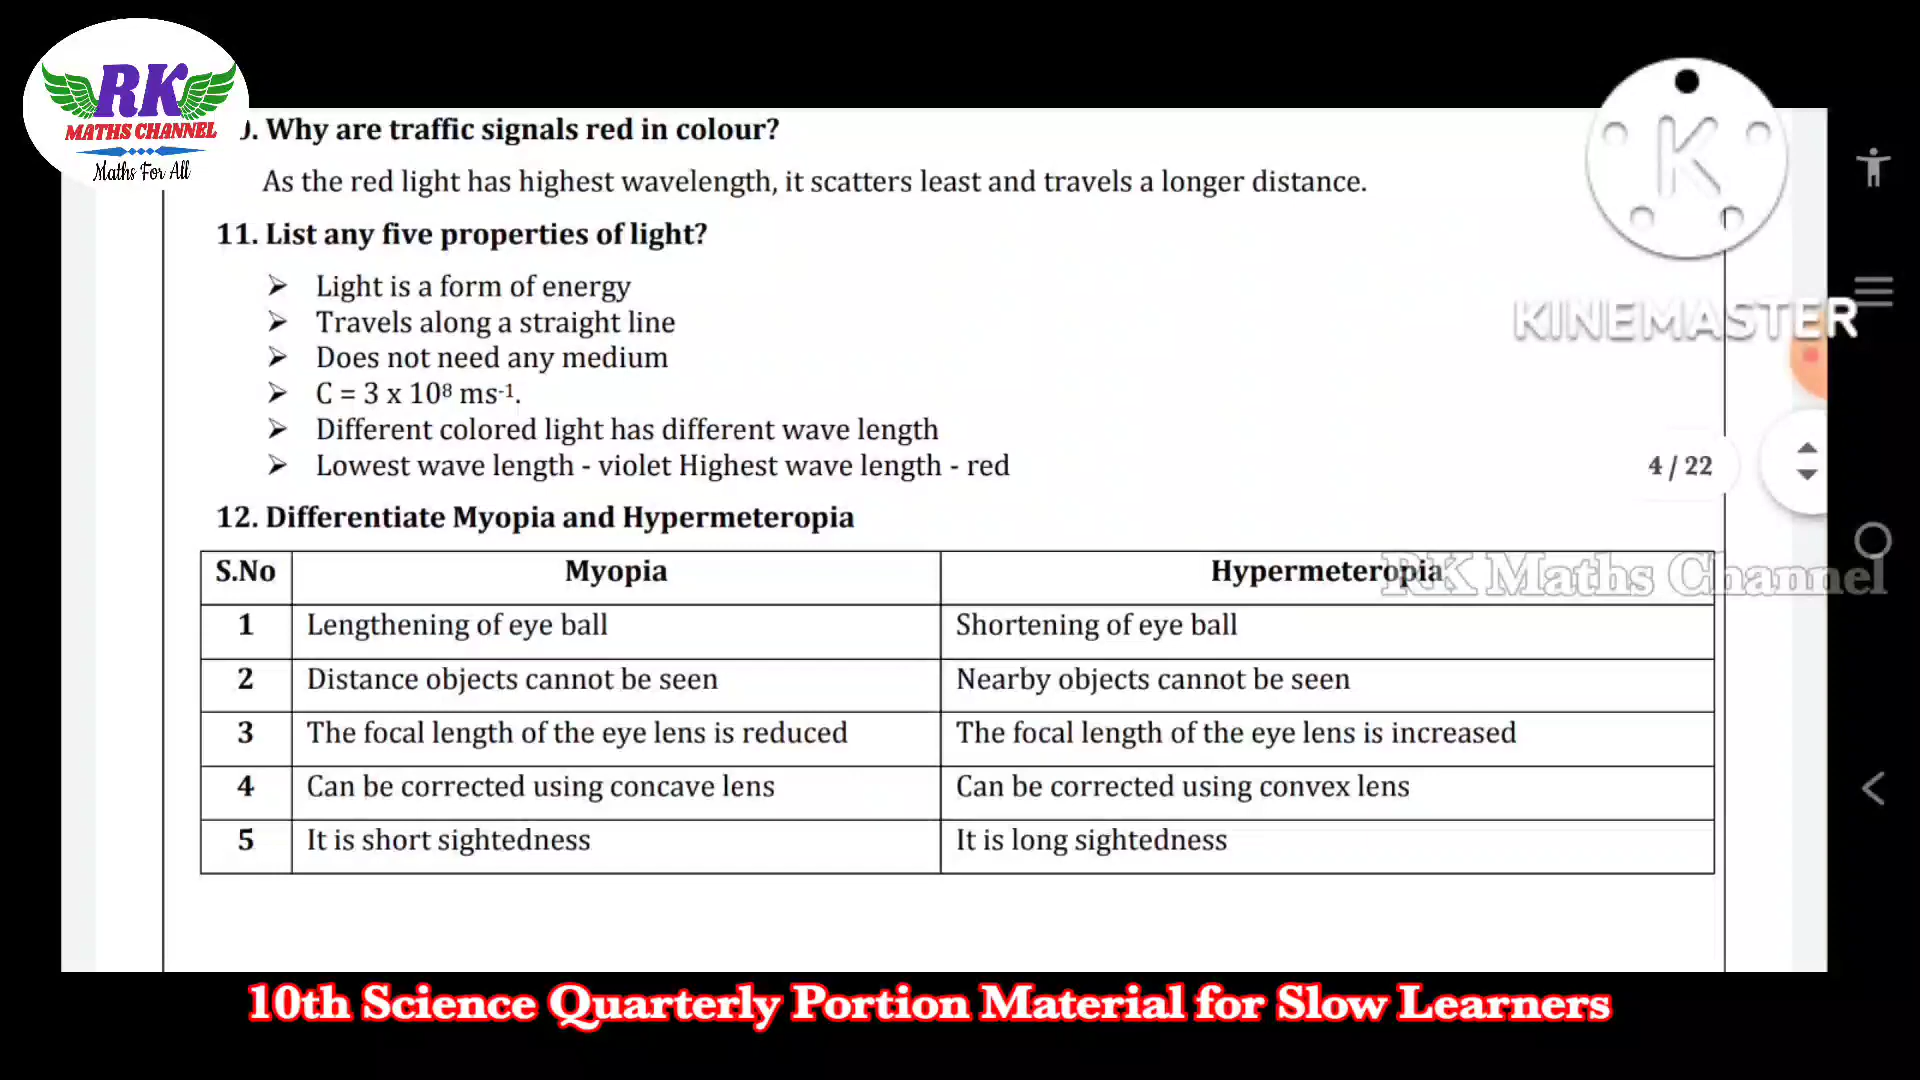 RK
MATHS CHANNEL
Maths For All
. Why are traffic signals red in colour?
As the red light has highest wavelength, it scatters least and travels a longer distance.
11. List any five properties of light?
➢ Light is a form of energy
➢ Travels along a straight line
➢ Does not need any medium
➢ C = 3 x 10⁸ ms⁻¹.
➢ Different colored light has different wave length
➢ Lowest wave length - violet Highest wave length - red
K
KINEMASTER
4 / 22
12. Differentiate Myopia and Hypermeteropia
S.No Myopia Hypermeteropia
RK Maths Channel
1 Lengthening of eye ball Shortening of eye ball
2 Distance objects cannot be seen Nearby objects cannot be seen
3 The focal length of the eye lens is reduced The focal length of the eye lens is increased
4 Can be corrected using concave lens Can be corrected using convex lens
5 It is short sightedness It is long sightedness
10th Science Quarterly Portion Material for Slow Learners